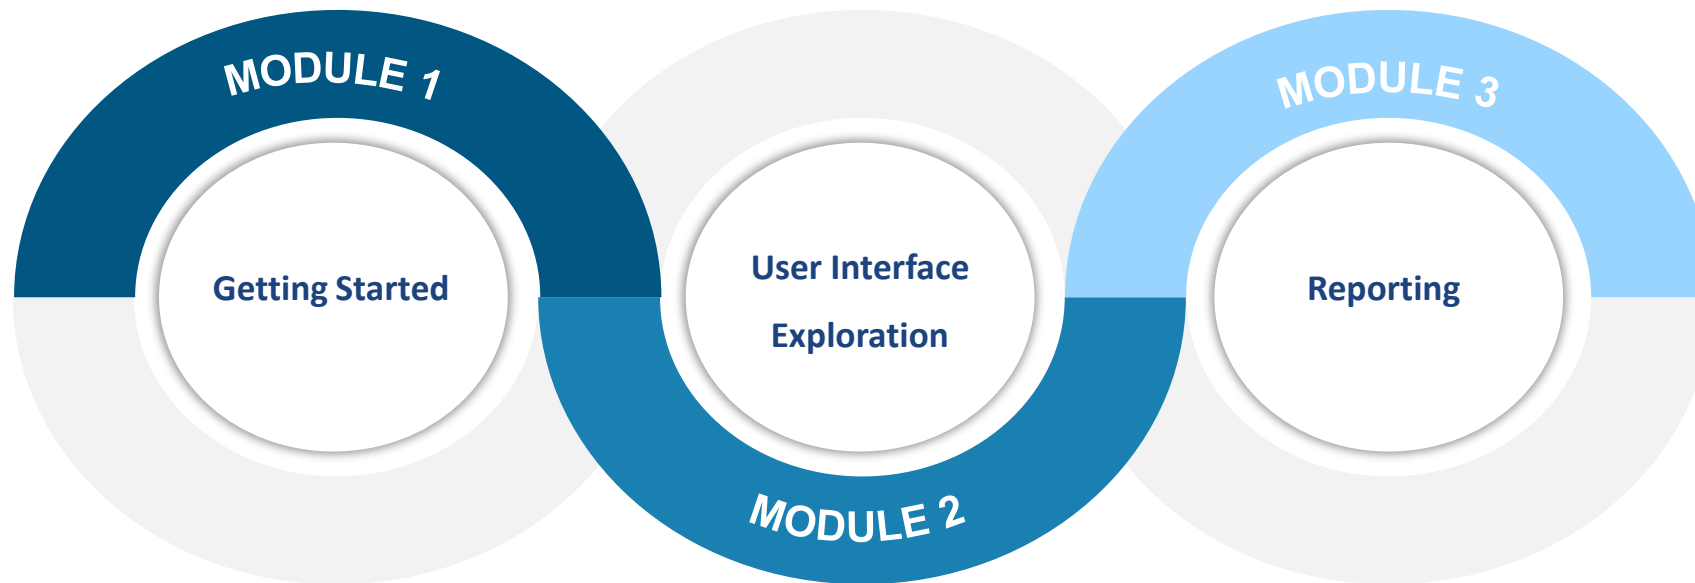 MODULE 1
Getting Started
User Interface
Exploration
MODULE 2
MODULE 3
Reporting